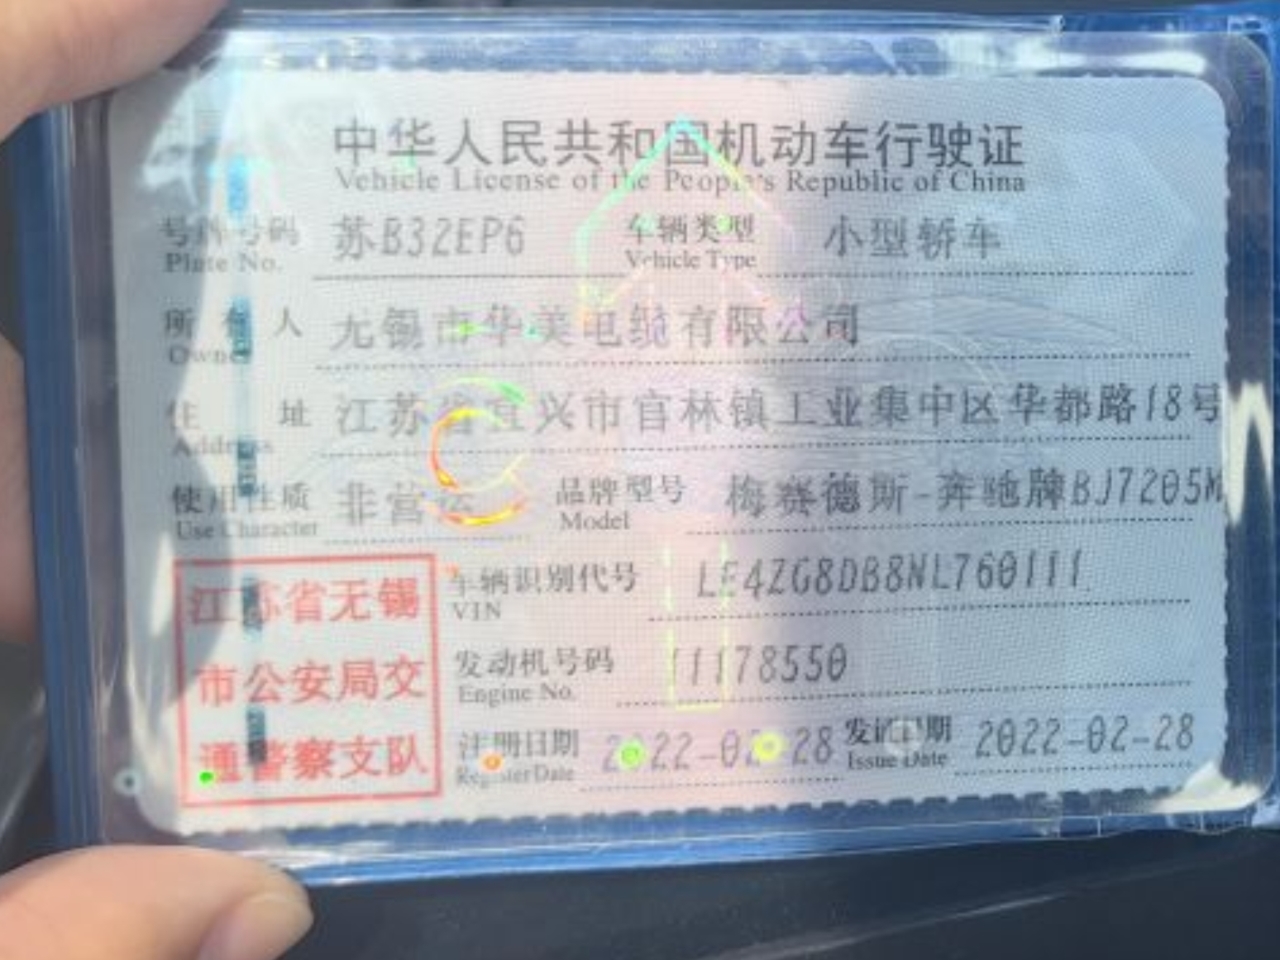 中华人民共和国机动车行驶证
Vehicle License of the People's Republic of China
号牌号码 苏B32EP6 车辆类型 小型轿车
Plate No. Vehicle Type
所有人 无锡市华美电缆有限公司
Owner
住址 江苏省宜兴市官林镇工业集中区华都路18号
Address
使用性质 非营运 品牌型号 梅赛德斯-奔驰牌BJ7205M
Use Character Model
江苏省无锡 车辆识别代号 LE4ZG8DB8NL760111
VIN
市公安局交 发动机号码 11178550
Engine No.
通警察支队 注册日期 2022-02-28 发证日期 2022-02-28
Register Date Issue Date